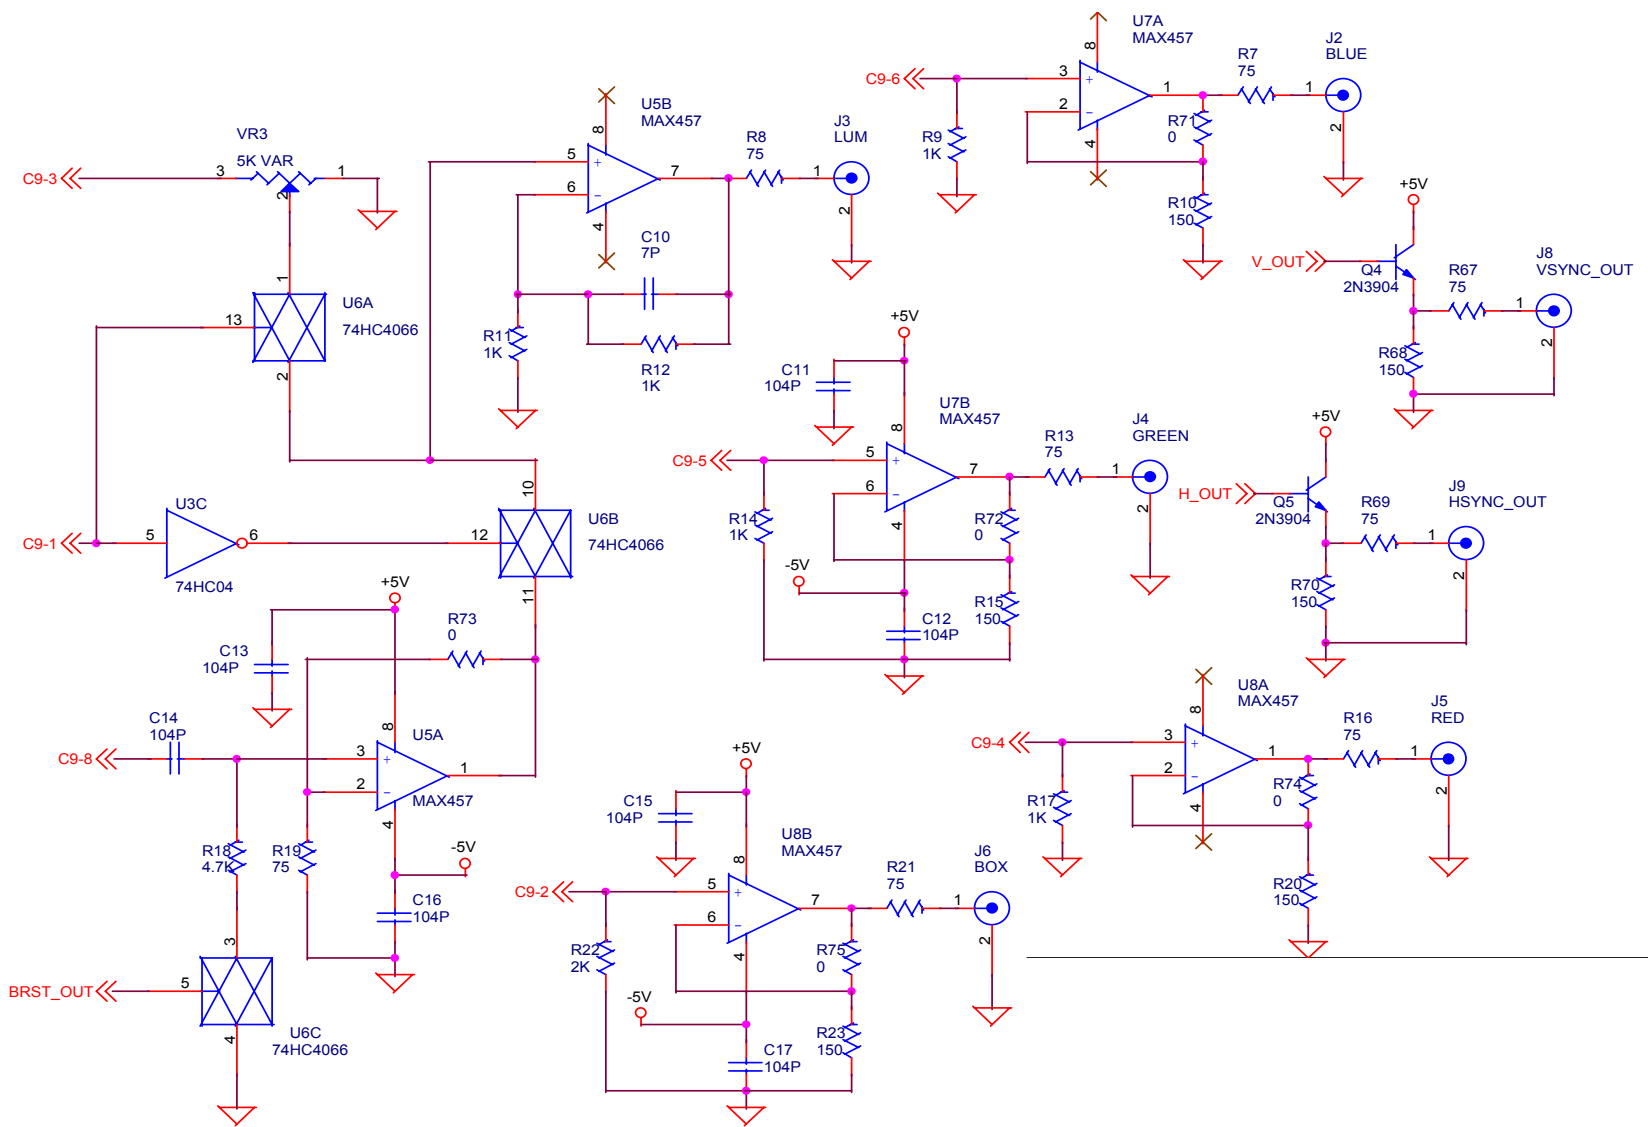 U7A
MAX457
8
C9-6
3
+
2
−
1
4
R9
1K
R71
0
R10
150
R7
75
1
J2
BLUE
2
VR3
5K VAR
C9-3
3
1
2
1
U6A
74HC4066
13
2
U5B
MAX457
8
5
+
6
−
7
4
C10
7P
R11
1K
R12
1K
R8
75
1
J3
LUM
2
+5V
V_OUT
Q4
2N3904
R67
75
R68
150
1
J8
VSYNC_OUT
2
+5V
C11
104P
U7B
MAX457
8
C9-5
5
+
6
−
7
4
R14
1K
R72
0
R15
150
-5V
C12
104P
R13
75
1
J4
GREEN
2
+5V
H_OUT
Q5
2N3904
R69
75
R70
150
1
J9
HSYNC_OUT
2
C9-1
U3C
5
6
74HC04
10
12
U6B
74HC4066
11
+5V
C13
104P
R73
0
C14
104P
C9-8
8
U5A
MAX457
3
+
2
−
1
4
R18
4.7K
R19
75
-5V
C16
104P
3
BRST_OUT
5
4
U6C
74HC4066
+5V
C15
104P
U8B
MAX457
8
C9-2
5
+
6
−
7
4
R22
2K
R75
0
R23
150
-5V
C17
104P
R21
75
1
J6
BOX
2
U8A
MAX457
8
C9-4
3
+
2
−
1
4
R17
1K
R74
0
R20
150
R16
75
1
J5
RED
2